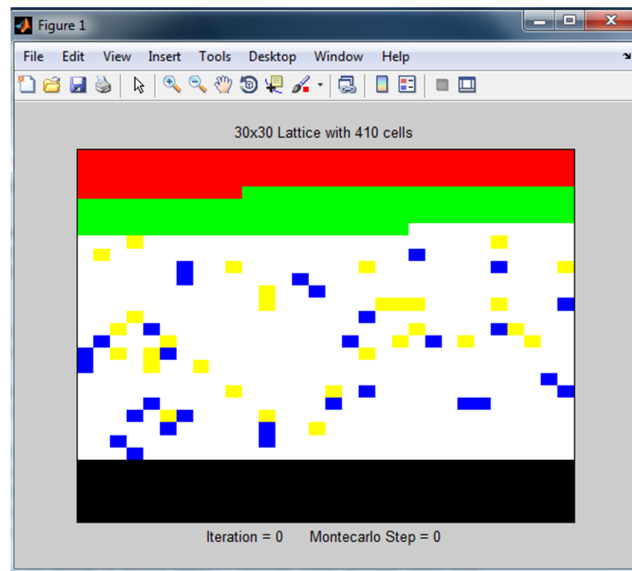 Figure 1
File Edit View Insert Tools Desktop Window Help
30x30 Lattice with 410 cells
Iteration = 0 Montecarlo Step = 0